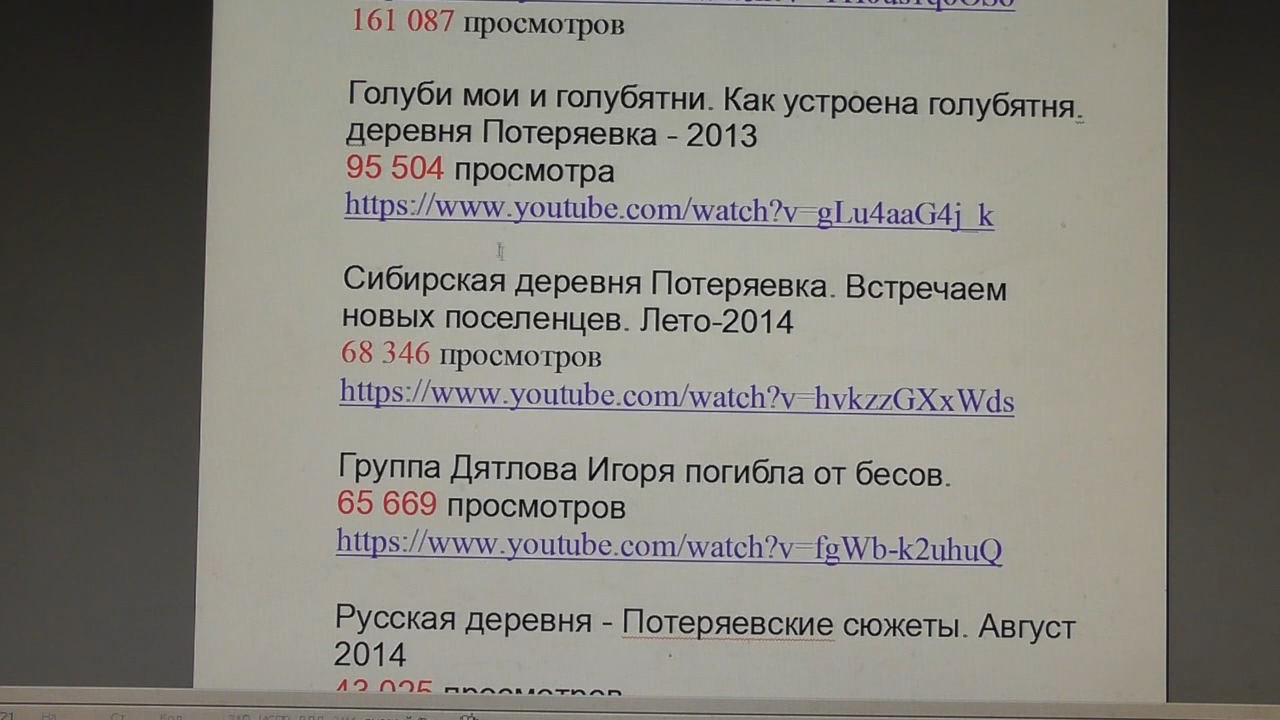 161 087 просмотров
Голуби мои и голубятни. Как устроена голубятня.
деревня Потеряевка - 2013
95 504 просмотра
https://www.youtube.com/watch?v=gLu4aaG4j_k
Сибирская деревня Потеряевка. Встречаем
новых поселенцев. Лето-2014
68 346 просмотров
https://www.youtube.com/watch?v=hvkzzGXxWds
Группа Дятлова Игоря погибла от бесов.
65 669 просмотров
https://www.youtube.com/watch?v=fgWb-k2uhuQ
Русская деревня - Потеряевские сюжеты. Август
2014
43 025 просмотров